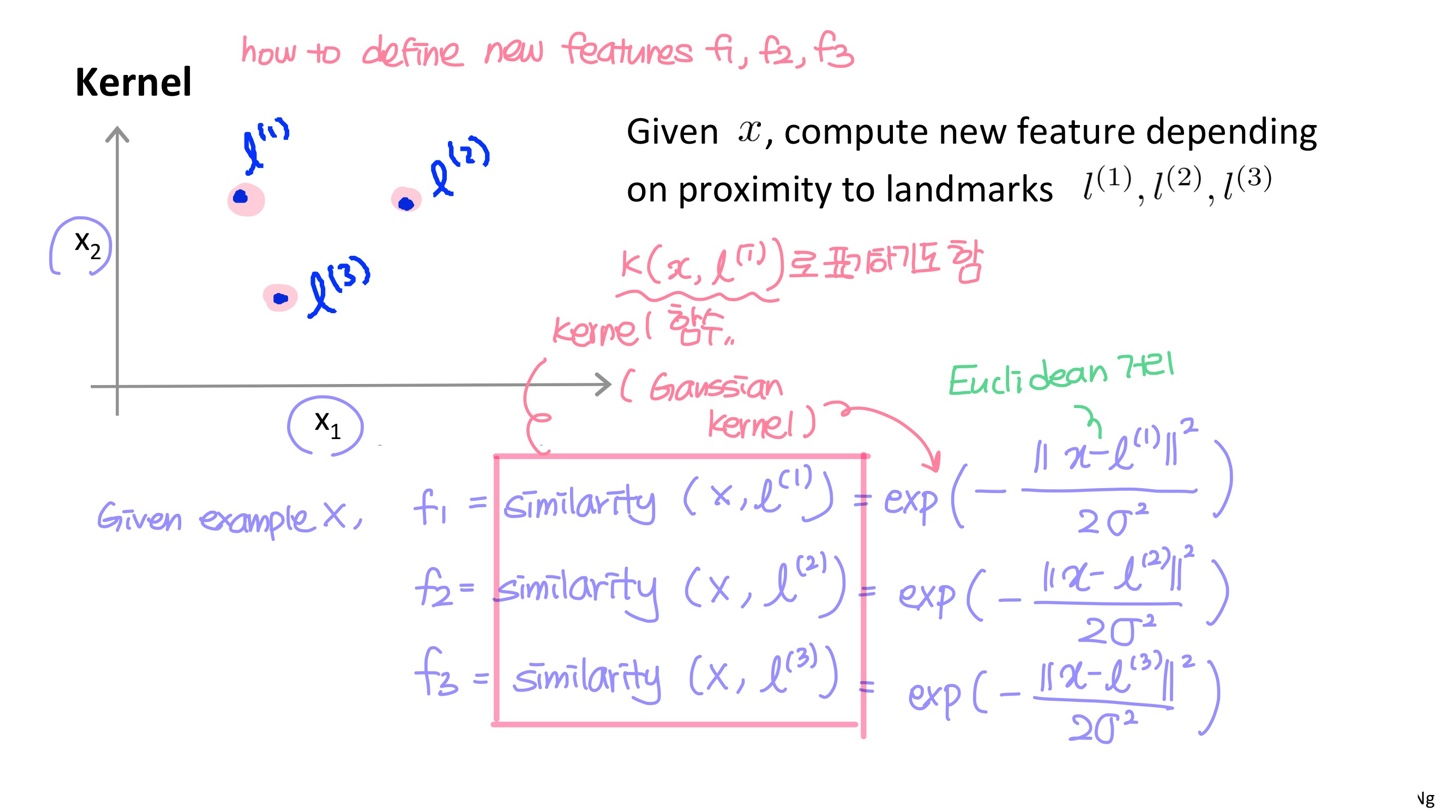 how to define new features f1, f2, f3
Kernel
l⁽¹⁾
l⁽²⁾
l⁽³⁾
x₂
x₁
Given x, compute new feature depending
on proximity to landmarks l⁽¹⁾, l⁽²⁾, l⁽³⁾
K(x, l⁽ⁱ⁾)로 표기하기도 함
kernel 함수〃
(Gaussian
kernel)
Euclidean 거리
Given example X, f₁ = similarity (X, l⁽¹⁾) = exp(− ‖x−l⁽¹⁾‖² / 2σ²)
f₂ = similarity (X, l⁽²⁾) = exp(− ‖x−l⁽²⁾‖² / 2σ²)
f₃ = similarity (X, l⁽³⁾) = exp(− ‖x−l⁽³⁾‖² / 2σ²)
Ng